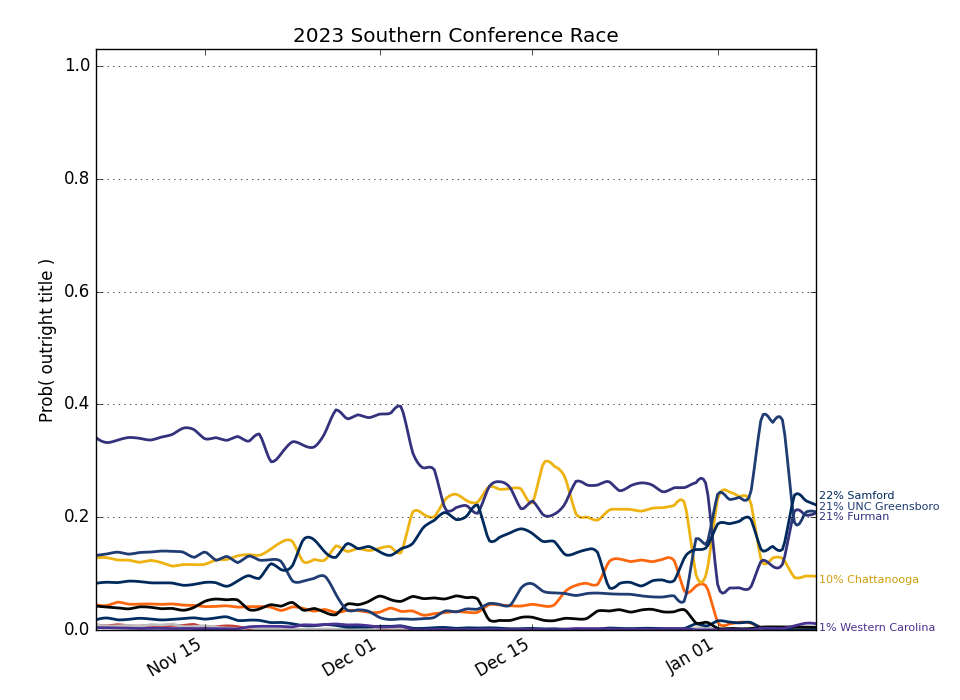 2023 Southern Conference Race
Prob( outright title )
1.0
0.8
0.6
0.4
0.2
0.0
Nov 15
Dec 01
Dec 15
Jan 01
22% Samford
21% UNC Greensboro
21% Furman
10% Chattanooga
1% Western Carolina